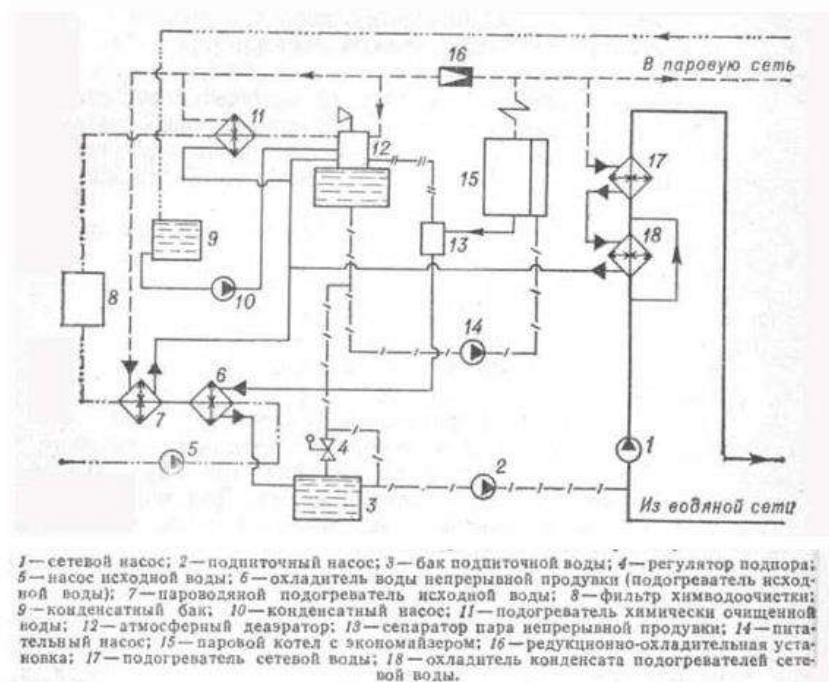 16
В паровую сеть
11
12
17
15
9
13
18
8
10
14
6
7
5
4
1
2
3
Из водяной сети
1—сетевой насос; 2—подпиточный насос; 3—бак подпиточной воды; 4—регулятор подпора;
5—насос исходной воды; 6—охладитель воды непрерывной продувки (подогреватель исход-
ной воды); 7—пароводяной подогреватель исходной воды; 8—фильтр химводоочистки;
9—конденсатный бак; 10—конденсатный насос; 11—подогреватель химически очищенной
воды; 12—атмосферный деаэратор; 13—сепаратор пара непрерывной продувки; 14—пита-
тельный насос; 15—паровой котел с экономайзером; 16—редукционно-охладительная уста-
новка; 17—подогреватель сетевой воды; 18—охладитель конденсата подогревателей сете-
вой воды.